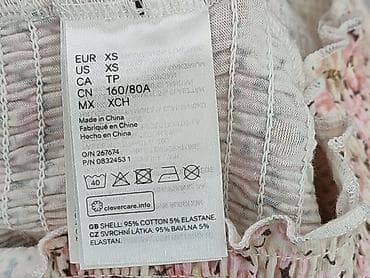 EUR XS
US XS
CA TP
CN 160/80A
MX XCH
Made in China
Fabriqué en Chine
Hecho en China
O/N 267674
P/N 0832453 1
40
clevercare.info
GB SHELL: 95% COTTON 5% ELASTANE.
CZ SVRCHNÍ LÁTKA: 95% BAVLNA 5%
ELASTAN.